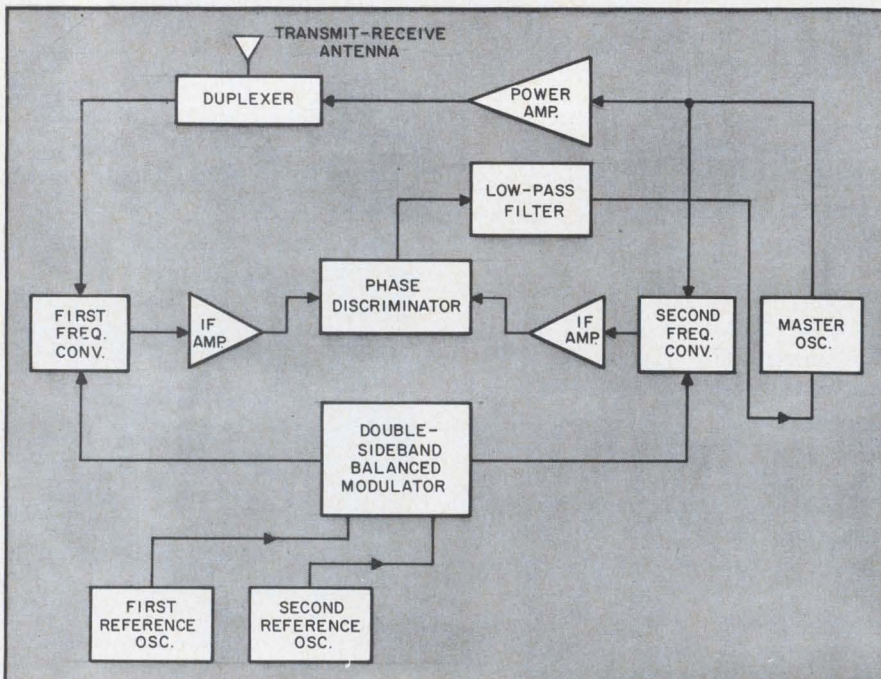 TRANSMIT-RECEIVE
ANTENNA
DUPLEXER
POWER
AMP.
LOW-PASS
FILTER
PHASE
DISCRIMINATOR
FIRST
FREQ.
CONV.
IF
AMP.
IF
AMP.
SECOND
FREQ.
CONV.
MASTER
OSC.
DOUBLE-
SIDEBAND
BALANCED
MODULATOR
FIRST
REFERENCE
OSC.
SECOND
REFERENCE
OSC.